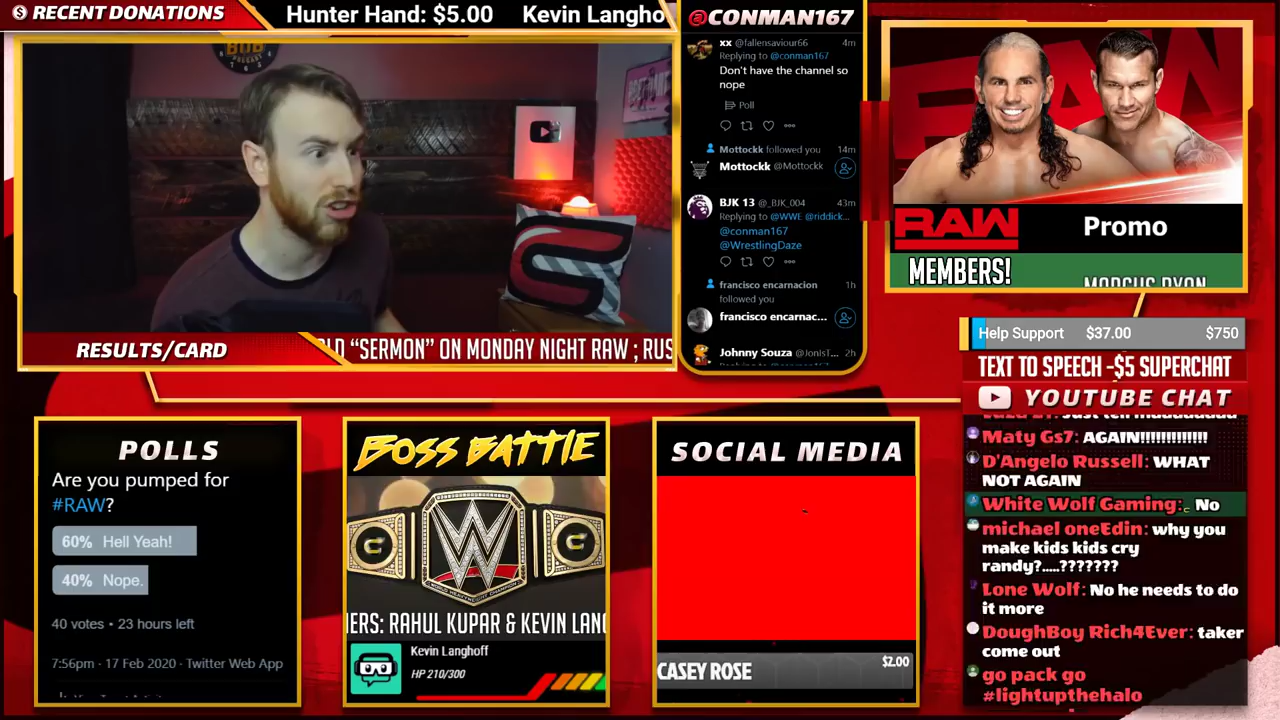 RECENT DONATIONS
Hunter Hand: $5.00 Kevin Langho
@CONMAN167
xx @fallensaviour66 4m
Replying to @conman167
Don't have the channel so
nope
Poll
Mottockk followed you 14m
Mottockk @Mottockk
BJK 13 @_BJK_004 43m
Replying to @WWE @riddick...
@conman167
@WrestlingDaze
francisco encarnacion 1h
followed you
francisco encarnac...
Johnny Souza @JonIsT... 2h
RAW
Promo
MEMBERS!
MARCUS RYAN
RESULTS/CARD
LD "SERMON" ON MONDAY NIGHT RAW ; RUS
Help Support $37.00 $750
TEXT TO SPEECH -$5 SUPERCHAT
YOUTUBE CHAT
Maty Gs7: AGAIN!!!!!!!!!!!!!
D'Angelo Russell: WHAT
NOT AGAIN
White Wolf Gaming: No
michael oneEdin: why you
make kids kids cry
randy?.....???????
Lone Wolf: No he needs to do
it more
DoughBoy Rich4Ever: taker
come out
go pack go
#lightupthehalo
POLLS
Are you pumped for
#RAW?
60% Hell Yeah!
40% Nope.
40 votes • 23 hours left
7:56pm · 17 Feb 2020 · Twitter Web App
BOSS BATTLE
W
IERS: RAHUL KUPAR & KEVIN LANG
Kevin Langhoff
HP 210/300
SOCIAL MEDIA
CASEY ROSE $2.00